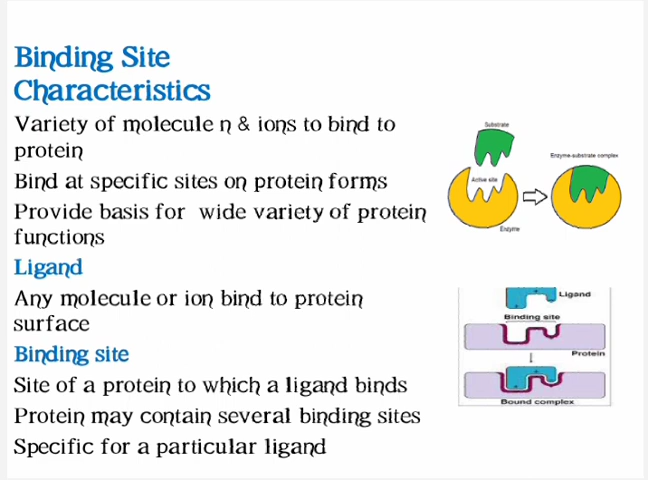 Binding Site
Characteristics
Variety of molecule n & ions to bind to
protein
Bind at specific sites on protein forms
Provide basis for wide variety of protein
functions
Ligand
Any molecule or ion bind to protein
surface
Binding site
Site of a protein to which a ligand binds
Protein may contain several binding sites
Specific for a particular ligand
Substrate
Active site
Enzyme
Enzyme-substrate complex
Ligand
Binding site
Protein
Bound complex